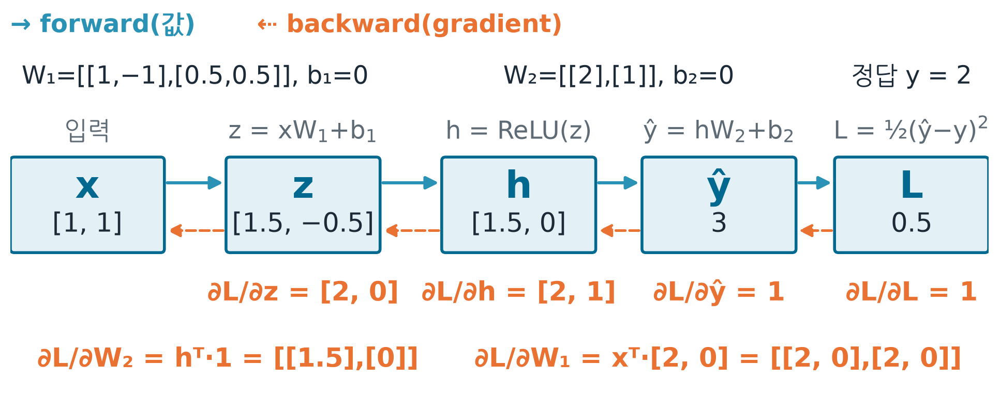 → forward(값) ⇠ backward(gradient)
W₁=[[1,−1],[0.5,0.5]], b₁=0 W₂=[[2],[1]], b₂=0 정답 y = 2
입력 z = xW₁+b₁ h = ReLU(z) ŷ = hW₂+b₂ L = ½(ŷ−y)²
x z h ŷ L
[1, 1] [1.5, −0.5] [1.5, 0] 3 0.5
∂L/∂z = [2, 0] ∂L/∂h = [2, 1] ∂L/∂ŷ = 1 ∂L/∂L = 1
∂L/∂W₂ = hᵀ·1 = [[1.5],[0]] ∂L/∂W₁ = xᵀ·[2, 0] = [[2, 0],[2, 0]]